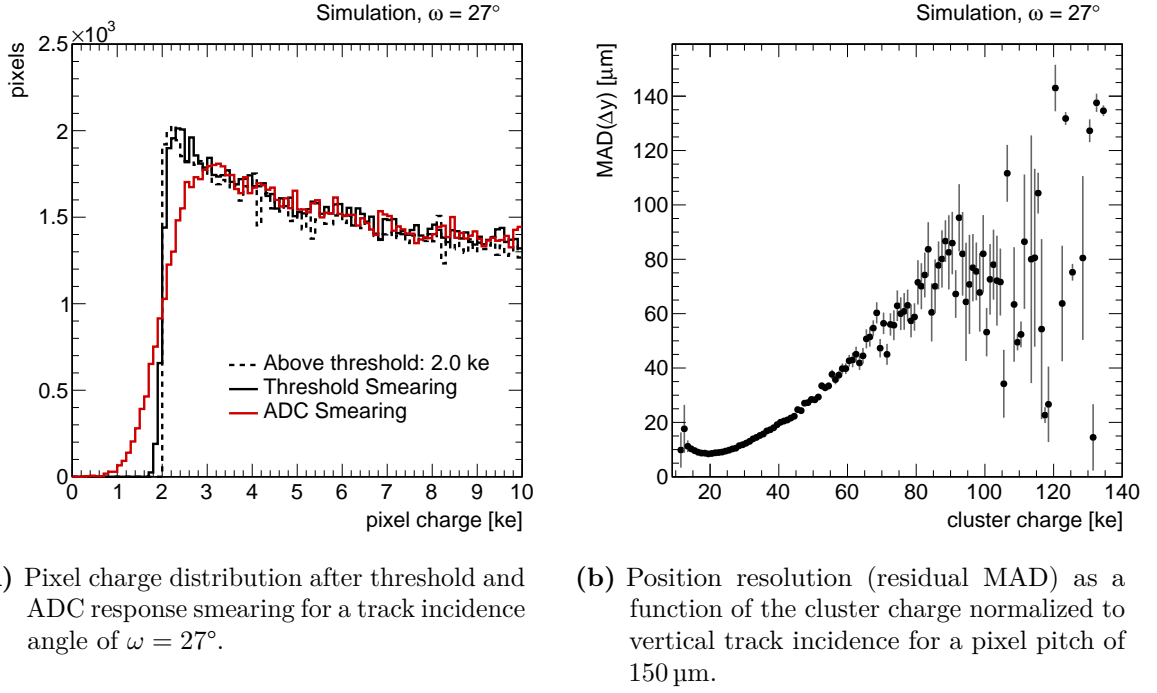 Simulation, ω = 27°
×10³
pixels
2.5
2
1.5
1
0.5
0
Above threshold: 2.0 ke
Threshold Smearing
ADC Smearing
0 1 2 3 4 5 6 7 8 9 10
pixel charge [ke]
Simulation, ω = 27°
MAD(Δy) [μm]
140
120
100
80
60
40
20
0
20 40 60 80 100 120 140
cluster charge [ke]
) Pixel charge distribution after threshold and
ADC response smearing for a track incidence
angle of ω = 27°.
(b) Position resolution (residual MAD) as a
function of the cluster charge normalized to
vertical track incidence for a pixel pitch of
150 μm.